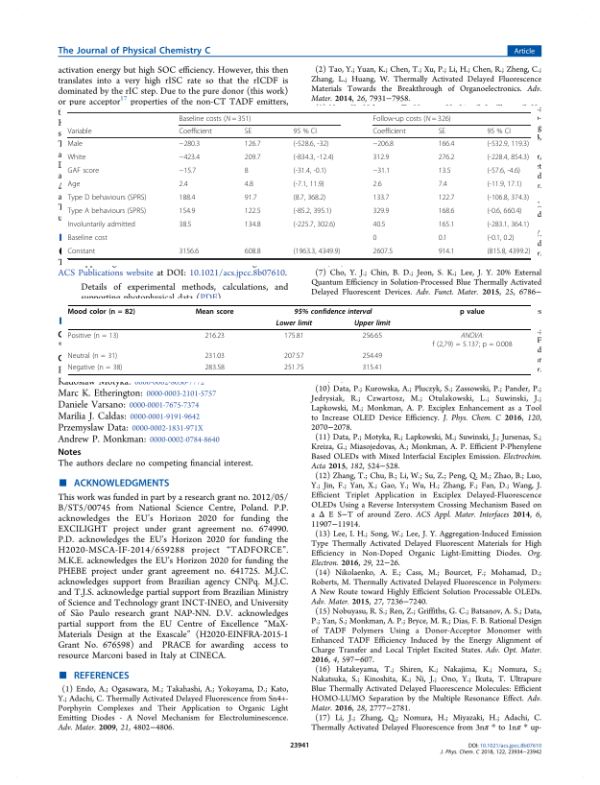 The Journal of Physical Chemistry C
Article
activation energy but high SOC efficiency. However, this then
translates into a very high rISC rate so that the rICDF is
dominated by the rIC step. Due to the pure donor (this work)
or pure acceptor17 properties of the non-CT TADF emitters,
(2) Tao, Y.; Yuan, K.; Chen, T.; Xu, P.; Li, H.; Chen, R.; Zheng, C.;
Zhang, L.; Huang, W. Thermally Activated Delayed Fluorescence
Materials Towards the Breakthrough of Organoelectronics. Adv.
Mater. 2014, 26, 7931−7958.
Baseline costs (N = 351) Follow-up costs (N = 326)
Variable Coefficient SE 95 % CI Coefficient SE 95 % CI
Male −280.3 126.7 (-528.6, -32) −206.8 166.4 (-532.9, 119.3)
White −423.4 209.7 (-834.3, -12.4) 312.9 276.2 (-228.4, 854.3)
GAF score −15.7 8 (-31.4, -0.1) −31.1 13.5 (-57.6, -4.6)
Age 2.4 4.8 (-7.1, 11.9) 2.6 7.4 (-11.9, 17.1)
Type D behaviours (SPRS) 188.4 91.7 (8.7, 368.2) 133.7 122.7 (-106.8, 374.3)
Type A behaviours (SPRS) 154.9 122.5 (-85.2, 395.1) 329.9 168.6 (-0.6, 660.4)
Involuntarily admitted 38.5 134.8 (-225.7, 302.6) 40.5 165.1 (-283.1, 364.1)
Baseline cost 0 0.1 (-0.1, 0.2)
Constant 3156.6 608.8 (1963.3, 4349.9) 2607.5 914.1 (815.8, 4399.2)
ACS Publications website at DOI: 10.1021/acs.jpcc.8b07610.
Details of experimental methods, calculations, and
supporting photophysical data (PDF)
(7) Cho, Y. J.; Chin, B. D.; Jeon, S. K.; Lee, J. Y. 20% External
Quantum Efficiency in Solution-Processed Blue Thermally Activated
Delayed Fluorescent Devices. Adv. Funct. Mater. 2015, 25, 6786−
Mood color (n = 82) Mean score 95% confidence interval p value
Lower limit Upper limit
Positive (n = 13) 216.23 175.81 256.65 ANOVA:
f (2,79) = 5.137; p = 0.008
Neutral (n = 31) 231.03 207.57 254.49
Negative (n = 38) 283.58 251.75 315.41
Radoslaw Motyka: 0000-0002-8650-7772
Marc K. Etherington: 0000-0003-2101-5757
Daniele Varsano: 0000-0001-7675-7374
Marilia J. Caldas: 0000-0001-9191-9642
Przemyslaw Data: 0000-0002-1831-971X
Andrew P. Monkman: 0000-0002-0784-8640
Notes
The authors declare no competing financial interest.
■ ACKNOWLEDGMENTS
This work was funded in part by a research grant no. 2012/05/
B/ST5/00745 from National Science Centre, Poland. P.P.
acknowledges the EU's Horizon 2020 for funding the
EXCILIGHT project under grant agreement no. 674990.
P.D. acknowledges the EU's Horizon 2020 for funding the
H2020-MSCA-IF-2014/659288 project “TADFORCE”.
M.K.E. acknowledges the EU's Horizon 2020 for funding the
PHEBE project under grant agreement no. 641725. M.J.C.
acknowledges support from Brazilian agency CNPq. M.J.C.
and T.J.S. acknowledge partial support from Brazilian Ministry
of Science and Technology grant INCT-INEO, and University
of São Paulo research grant NAP-NN. D.V. acknowledges
partial support from the EU Centre of Excellence “MaX-
Materials Design at the Exascale” (H2020-EINFRA-2015-1
Grant No. 676598) and PRACE for awarding access to
resource Marconi based in Italy at CINECA.
■ REFERENCES
(1) Endo, A.; Ogasawara, M.; Takahashi, A.; Yokoyama, D.; Kato,
Y.; Adachi, C. Thermally Activated Delayed Fluorescence from Sn4+-
Porphyrin Complexes and Their Application to Organic Light
Emitting Diodes - A Novel Mechanism for Electroluminescence.
Adv. Mater. 2009, 21, 4802−4806.
(10) Data, P.; Kurowska, A.; Pluczyk, S.; Zassowski, P.; Pander, P.;
Jedrysiak, R.; Czwartosz, M.; Otulakowski, L.; Suwinski, J.;
Lapkowski, M.; Monkman, A. P. Exciplex Enhancement as a Tool
to Increase OLED Device Efficiency. J. Phys. Chem. C 2016, 120,
2070−2078.
(11) Data, P.; Motyka, R.; Lapkowski, M.; Suwinski, J.; Jursenas, S.;
Kreiza, G.; Miasojedovas, A.; Monkman, A. P. Efficient P-Phenylene
Based OLEDs with Mixed Interfacial Exciplex Emission. Electrochim.
Acta 2015, 182, 524−528.
(12) Zhang, T.; Chu, B.; Li, W.; Su, Z.; Peng, Q. M.; Zhao, B.; Luo,
Y.; Jin, F.; Yan, X.; Gao, Y.; Wu, H.; Zhang, F.; Fan, D.; Wang, J.
Efficient Triplet Application in Exciplex Delayed-Fluorescence
OLEDs Using a Reverse Intersystem Crossing Mechanism Based on
a Δ E S−T of around Zero. ACS Appl. Mater. Interfaces 2014, 6,
11907−11914.
(13) Lee, I. H.; Song, W.; Lee, J. Y. Aggregation-Induced Emission
Type Thermally Activated Delayed Fluorescent Materials for High
Efficiency in Non-Doped Organic Light-Emitting Diodes. Org.
Electron. 2016, 29, 22−26.
(14) Nikolaenko, A. E.; Cass, M.; Bourcet, F.; Mohamad, D.;
Roberts, M. Thermally Activated Delayed Fluorescence in Polymers:
A New Route toward Highly Efficient Solution Processable OLEDs.
Adv. Mater. 2015, 27, 7236−7240.
(15) Nobuyasu, R. S.; Ren, Z.; Griffiths, G. C.; Batsanov, A. S.; Data,
P.; Yan, S.; Monkman, A. P.; Bryce, M. R.; Dias, F. B. Rational Design
of TADF Polymers Using a Donor-Acceptor Monomer with
Enhanced TADF Efficiency Induced by the Energy Alignment of
Charge Transfer and Local Triplet Excited States. Adv. Opt. Mater.
2016, 4, 597−607.
(16) Hatakeyama, T.; Shiren, K.; Nakajima, K.; Nomura, S.;
Nakatsuka, S.; Kinoshita, K.; Ni, J.; Ono, Y.; Ikuta, T. Ultrapure
Blue Thermally Activated Delayed Fluorescence Molecules: Efficient
HOMO-LUMO Separation by the Multiple Resonance Effect. Adv.
Mater. 2016, 28, 2777−2781.
(17) Li, J.; Zhang, Q.; Nomura, H.; Miyazaki, H.; Adachi, C.
Thermally Activated Delayed Fluorescence from 3nπ * to 1nπ * up-
23941
DOI: 10.1021/acs.jpcc.8b07610
J. Phys. Chem. C 2018, 122, 23934−23942